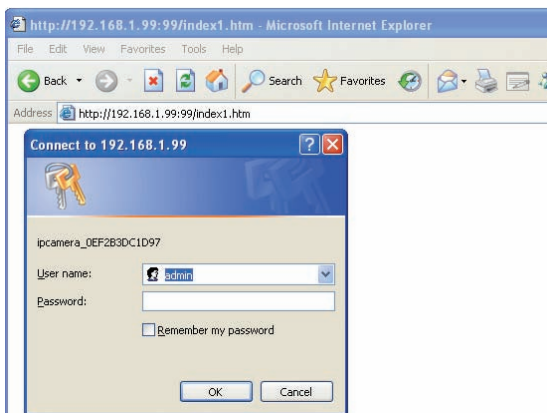 http://192.168.1.99:99/index1.htm - Microsoft Internet Explorer
File Edit View Favorites Tools Help
Back Search Favorites
Address http://192.168.1.99:99/index1.htm
Connect to 192.168.1.99
ipcamera_0EF2B3DC1D97
User name: admin
Password:
Remember my password
OK Cancel